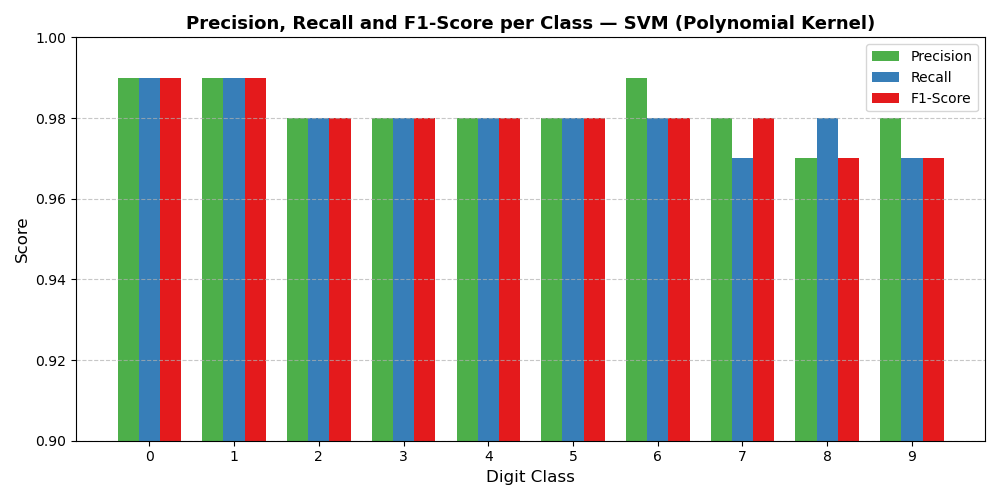 Precision, Recall and F1-Score per Class — SVM (Polynomial Kernel)
Precision
Recall
F1-Score
Score
1.00
0.98
0.96
0.94
0.92
0.90
0 1 2 3 4 5 6 7 8 9
Digit Class